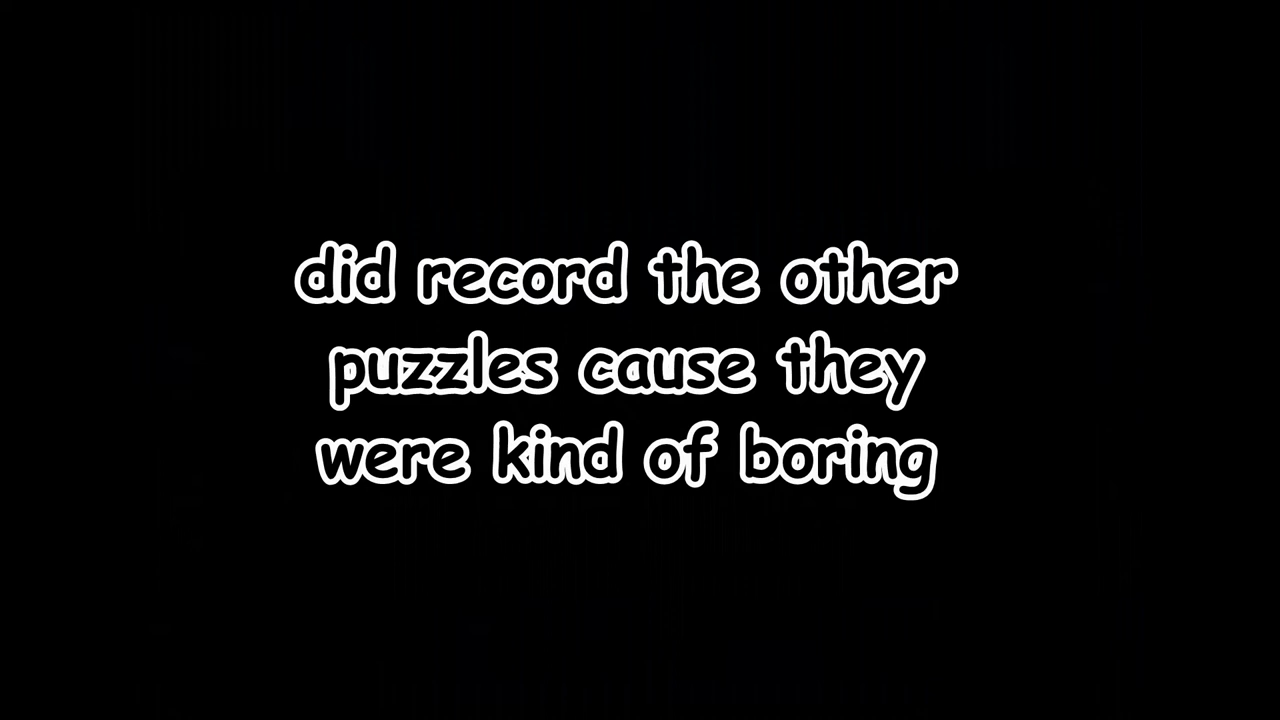 did record the other
puzzles cause they
were kind of boring